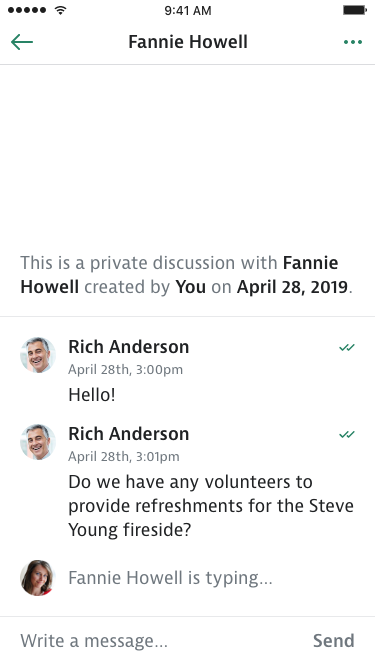 9:41 AM
Fannie Howell
This is a private discussion with Fannie
Howell created by You on April 28, 2019.
Rich Anderson
April 28th, 3:00pm
Hello!
Rich Anderson
April 28th, 3:01pm
Do we have any volunteers to
provide refreshments for the Steve
Young fireside?
Fannie Howell is typing...
Write a message... Send